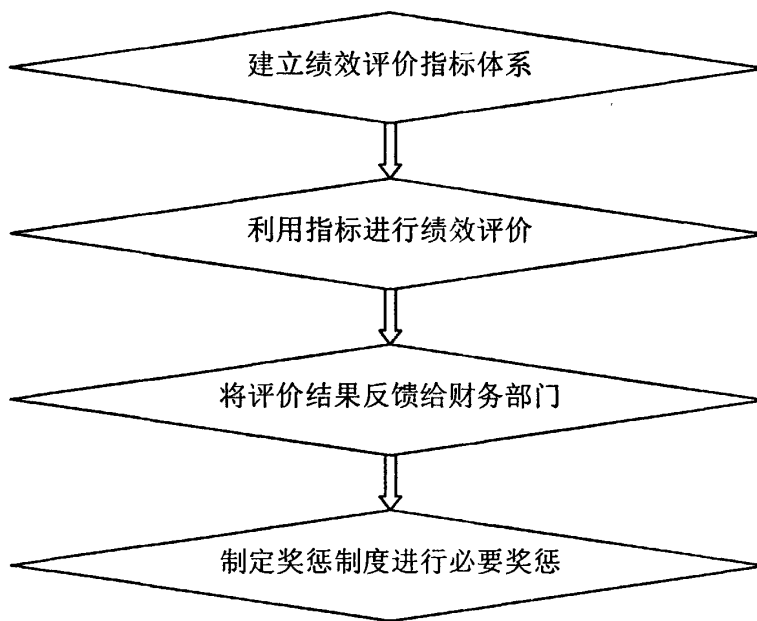 建立绩效评价指标体系
利用指标进行绩效评价
将评价结果反馈给财务部门
制定奖惩制度进行必要奖惩